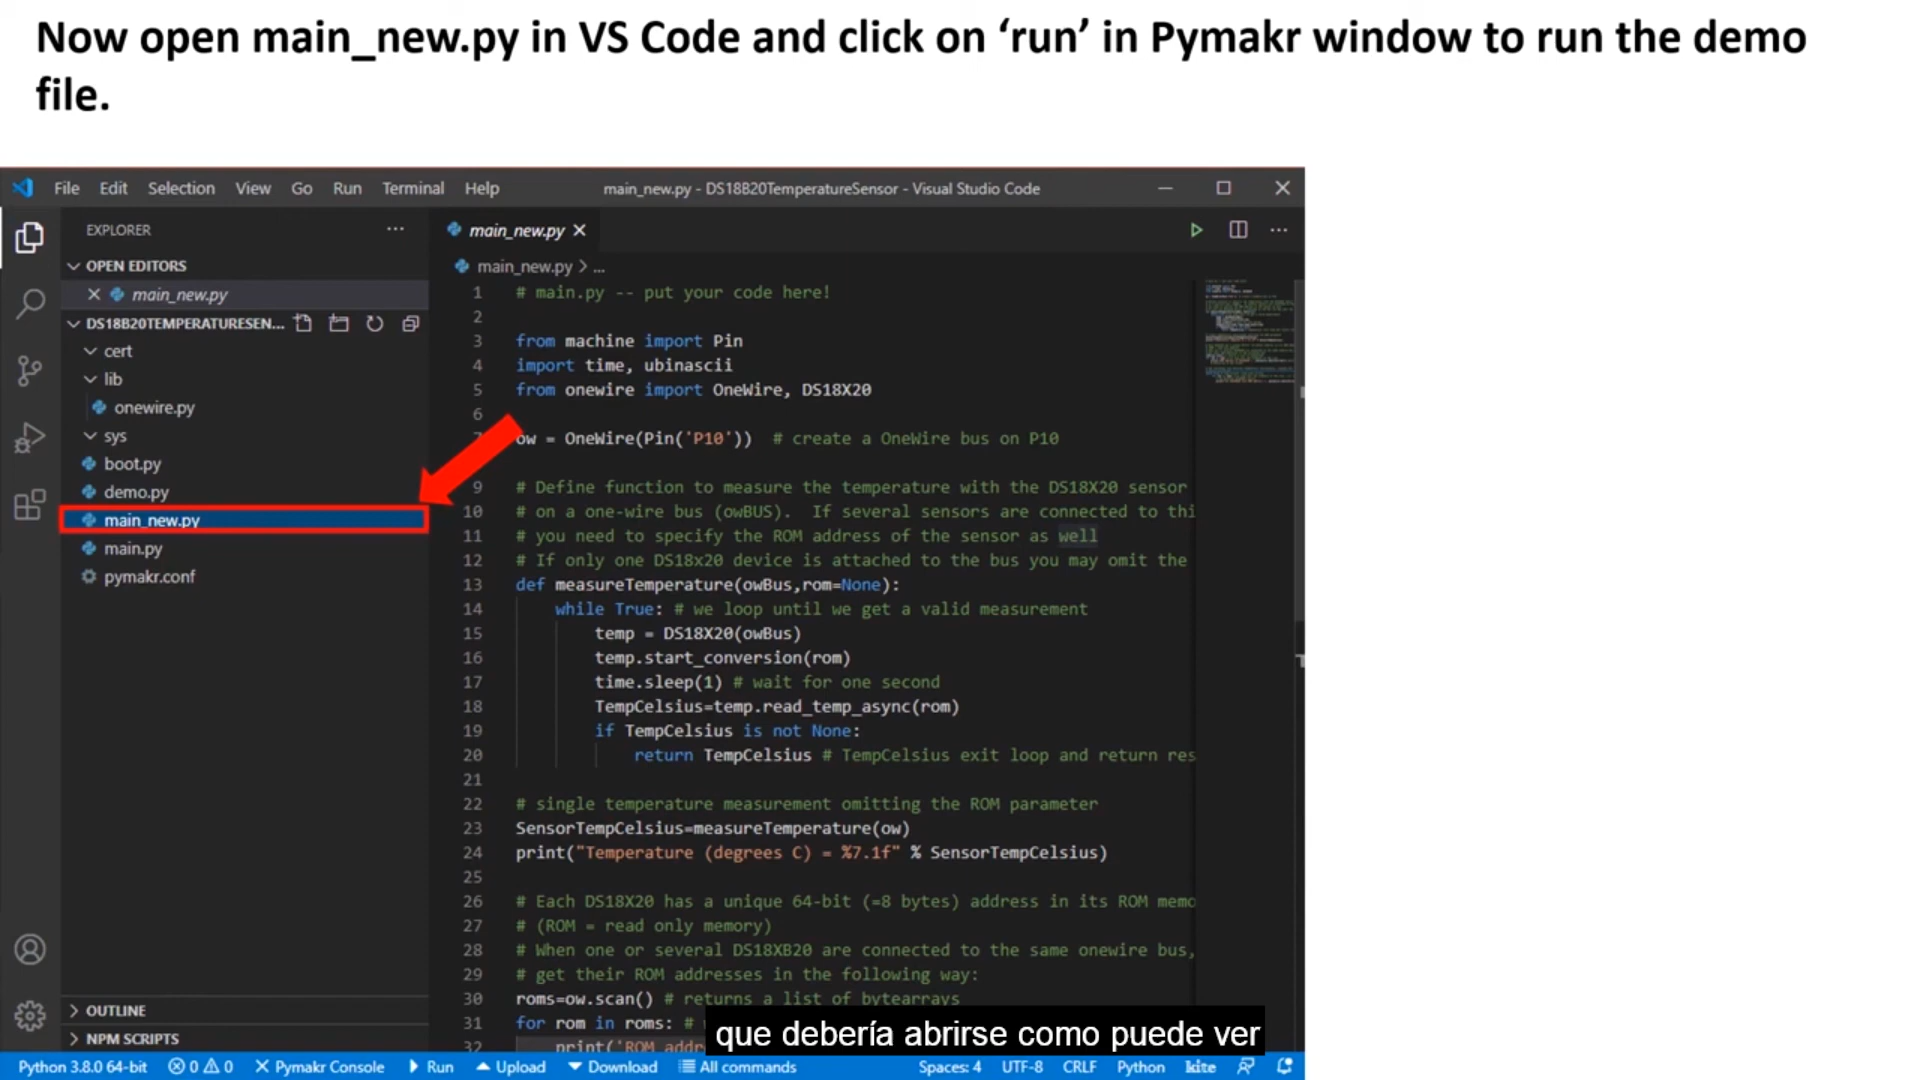 Now open main_new.py in VS Code and click on ‘run’ in Pymakr window to run the demo
file.
File Edit Selection View Go Run Terminal Help main_new.py - DS18B20TemperatureSensor - Visual Studio Code
EXPLORER
main_new.py
OPEN EDITORS
main_new.py > ...
main_new.py
DS18B20TEMPERATURESEN...
cert
lib
onewire.py
sys
boot.py
demo.py
main_new.py
main.py
pymakr.conf
OUTLINE
NPM SCRIPTS
1 # main.py -- put your code here!
2
3 from machine import Pin
4 import time, ubinascii
5 from onewire import OneWire, DS18X20
6
7 ow = OneWire(Pin('P10')) # create a OneWire bus on P10
9 # Define function to measure the temperature with the DS18X20 sensor
10 # on a one-wire bus (owBUS). If several sensors are connected to thi
11 # you need to specify the ROM address of the sensor as well
12 # If only one DS18x20 device is attached to the bus you may omit the
13 def measureTemperature(owBus,rom=None):
14 while True: # we loop until we get a valid measurement
15 temp = DS18X20(owBus)
16 temp.start_conversion(rom)
17 time.sleep(1) # wait for one second
18 TempCelsius=temp.read_temp_async(rom)
19 if TempCelsius is not None:
20 return TempCelsius # TempCelsius exit loop and return res
21
22 # single temperature measurement omitting the ROM parameter
23 SensorTempCelsius=measureTemperature(ow)
24 print("Temperature (degrees C) = %7.1f" % SensorTempCelsius)
25
26 # Each DS18X20 has a unique 64-bit (=8 bytes) address in its ROM memo
27 # (ROM = read only memory)
28 # When one or several DS18XB20 are connected to the same onewire bus,
29 # get their ROM addresses in the following way:
30 roms=ow.scan() # returns a list of bytearrays
31 for rom in roms: #
32 print('ROM addr
que debería abrirse como puede ver
Python 3.8.0 64-bit 0 0 Pymakr Console Run Upload Download All commands Spaces: 4 UTF-8 CRLF Python kite